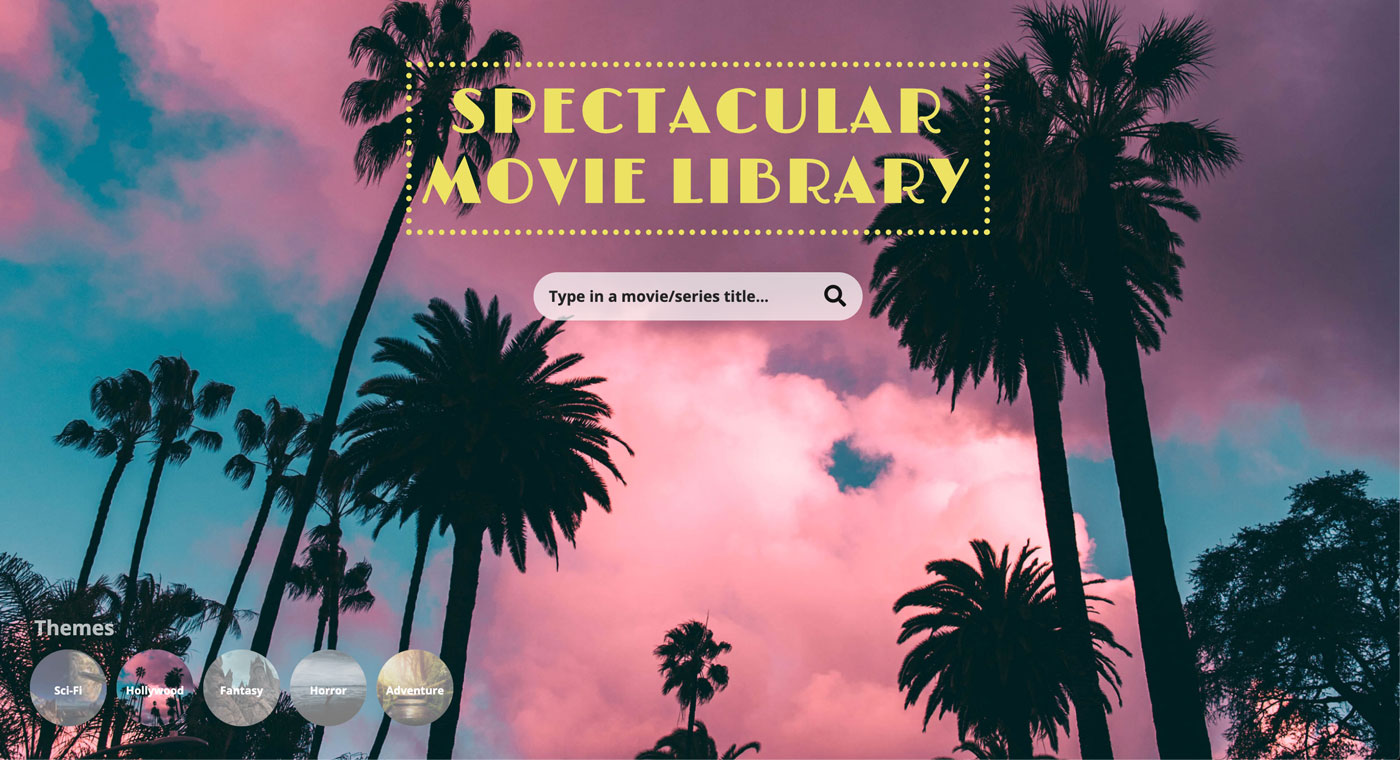 SPECTACULAR
MOVIE LIBRARY
Type in a movie/series title...
Themes
Sci-Fi
Hollywood
Fantasy
Horror
Adventure